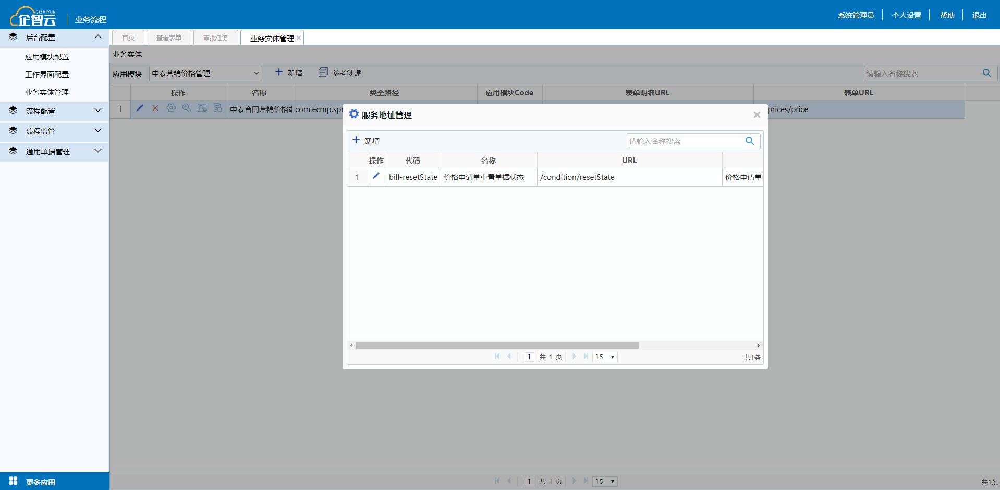 企智云 QIZHIYUN
业务流程
系统管理员 个人设置 帮助 退出
后台配置
应用模块配置
工作界面配置
业务实体管理
流程配置
流程监管
通用单据管理
更多应用
首页 查看表单 审批任务 业务实体管理
业务实体
应用模块 中泰营销价格管理 新增 参考创建 请输入名称搜索
操作 名称 类全路径 应用模块Code 表单明细URL 表单URL
1 中泰合同营销价格 com.ecmp.sp prices/price
服务地址管理
新增 请输入名称搜索
操作 代码 名称 URL
1 bill-resetState 价格申请单重置单据状态 /condition/resetState 价格申请单
1 共 1 页 15 共1条
1 共 1 页 15 共1条